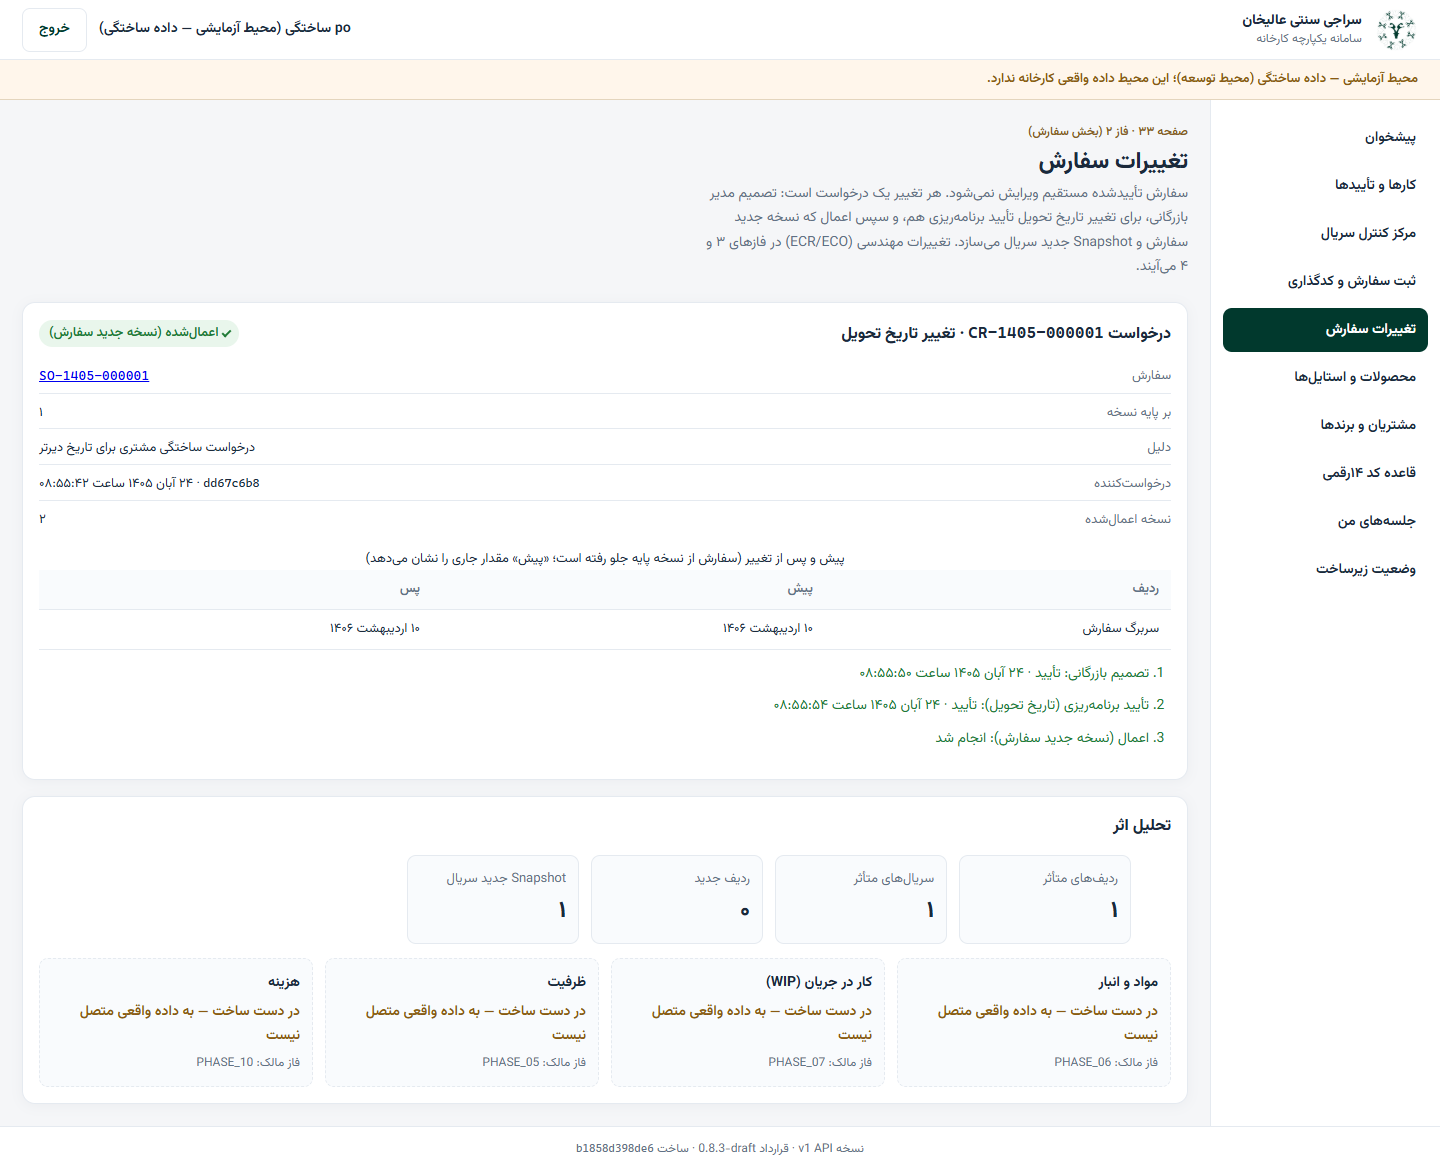 سراجی سنتی عالیخان
سامانه یکپارچه کارخانه
po ساختگی (محیط آزمایشی — داده ساختگی)
خروج
محیط آزمایشی — داده ساختگی (محیط توسعه)؛ این محیط داده واقعی کارخانه ندارد.
پیشخوان
کارها و تأییدها
مرکز کنترل سریال
ثبت سفارش و کدگذاری
تغییرات سفارش
محصولات و استایل‌ها
مشتریان و برندها
قاعده کد ۱۴رقمی
جلسه‌های من
وضعیت زیرساخت
صفحه ۳۳ · فاز ۲ (بخش سفارش)
تغییرات سفارش
سفارش تأییدشده مستقیم ویرایش نمی‌شود. هر تغییر یک درخواست است: تصمیم مدیر
بازرگانی، برای تغییر تاریخ تحویل تأیید برنامه‌ریزی هم، و سپس اعمال که نسخه جدید
سفارش و Snapshot جدید سریال می‌سازد. تغییرات مهندسی (ECR/ECO) در فازهای ۳ و
۴ می‌آیند.
درخواست CR-1405-000001 · تغییر تاریخ تحویل
✔ اعمال‌شده (نسخه جدید سفارش)
سفارش
SO-1405-000001
بر پایه نسخه
۱
دلیل
درخواست ساختگی مشتری برای تاریخ دیرتر
درخواست‌کننده
dd67c6b8 · ۲۴ آبان ۱۴۰۵ ساعت ۰۸:۵۵:۴۲
نسخه اعمال‌شده
۲
پیش و پس از تغییر (سفارش از نسخه پایه جلو رفته است؛ «پیش» مقدار جاری را نشان می‌دهد)
ردیف پیش پس
سربرگ سفارش ۱۰ اردیبهشت ۱۴۰۶ ۱۰ اردیبهشت ۱۴۰۶
1. تصمیم بازرگانی: تأیید · ۲۴ آبان ۱۴۰۵ ساعت ۰۸:۵۵:۵۰
2. تأیید برنامه‌ریزی (تاریخ تحویل): تأیید · ۲۴ آبان ۱۴۰۵ ساعت ۰۸:۵۵:۵۴
3. اعمال (نسخه جدید سفارش): انجام شد
تحلیل اثر
ردیف‌های متأثر
۱
سریال‌های متأثر
۱
ردیف جدید
۰
Snapshot جدید سریال
۱
مواد و انبار
در دست ساخت — به داده واقعی متصل
نیست
فاز مالک: PHASE_06
کار در جریان (WIP)
در دست ساخت — به داده واقعی متصل
نیست
فاز مالک: PHASE_07
ظرفیت
در دست ساخت — به داده واقعی متصل
نیست
فاز مالک: PHASE_05
هزینه
در دست ساخت — به داده واقعی متصل
نیست
فاز مالک: PHASE_10
نسخه API v1 · قرارداد 0.8.3-draft · ساخت b1858d398de6